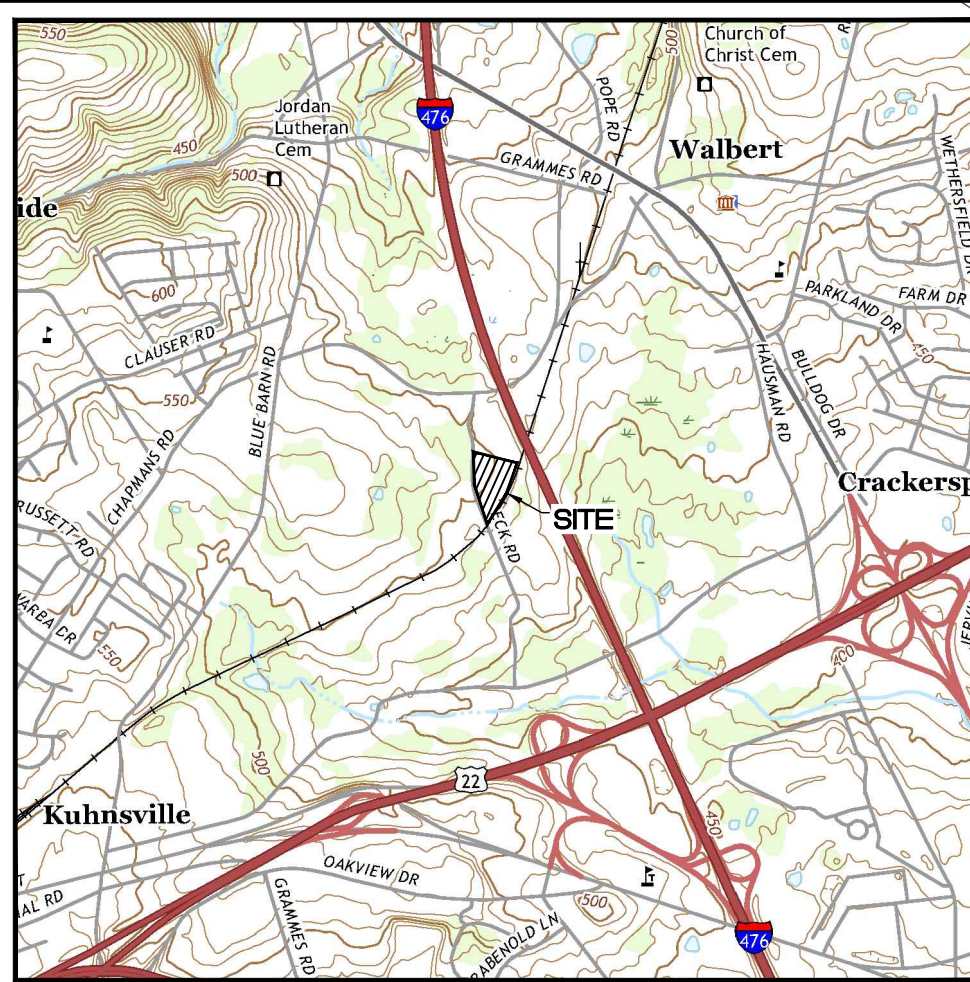 550
500
Church of
Christ Cem
476
POPE RD
Jordan
Lutheran
Cem
450
GRAMMES RD
Walbert
WETHERSFIELD
500
ide
600
PARKLAND DR
FARM DR
CLAUSER RD
450
HAUSMAN RD
BULLDOG DR
BLUE BARN RD
550
CHAPMANS RD
Crackersp
RUSSETT RD
SITE
ECK RD
WARBA CR
550
400
500
22
Kuhnsville
450
OAKVIEW DR
IAL RD
GRAMMES RD
500
RABENOLD LN
476